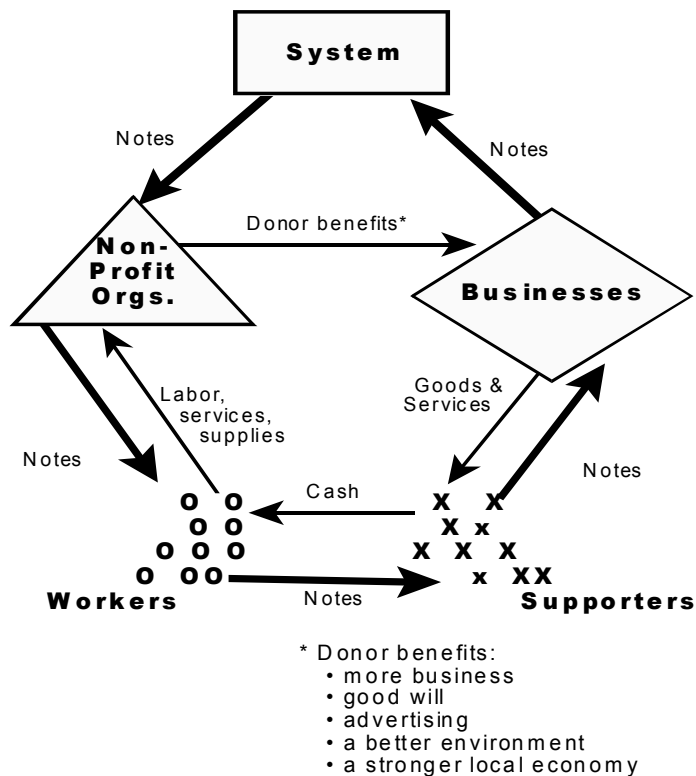 System
Notes
Notes
Donor benefits*
Non-
Profit
Orgs.
Businesses
Goods &
Services
Labor,
services,
supplies
Notes
Notes
Cash
O O X X
O O X x
O O O X X X
O O O x X X
Workers
Notes
Supporters
* Donor benefits:
• more business
• good will
• advertising
• a better environment
• a stronger local economy